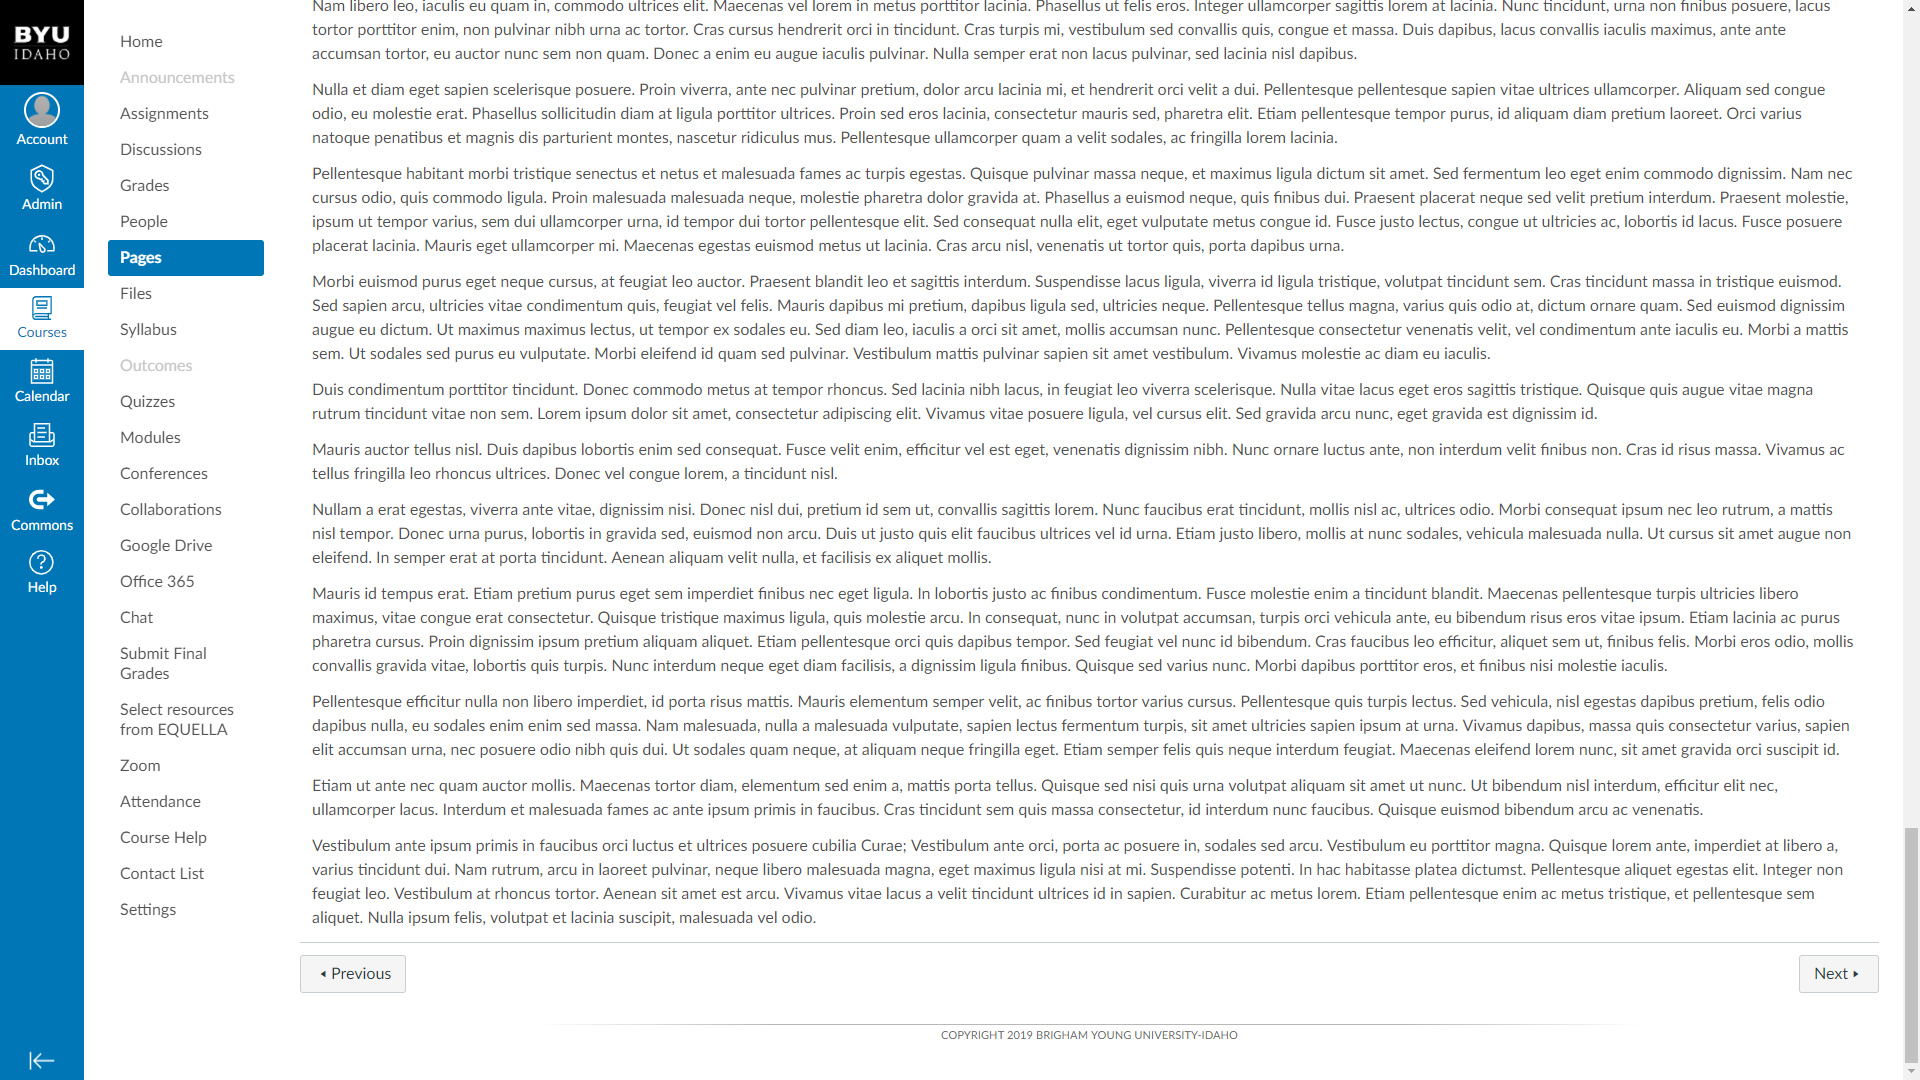 BYU
IDAHO
Account
Admin
Dashboard
Courses
Calendar
Inbox
Commons
Help
Home
Announcements
Assignments
Discussions
Grades
People
Pages
Files
Syllabus
Outcomes
Quizzes
Modules
Conferences
Collaborations
Google Drive
Office 365
Chat
Submit Final
Grades
Select resources
from EQUELLA
Zoom
Attendance
Course Help
Contact List
Settings
Nam libero leo, iaculis eu quam in, commodo ultrices elit. Maecenas vel lorem in metus porttitor lacinia. Phasellus ut felis eros. Integer ullamcorper sagittis lorem at lacinia. Nunc tincidunt, urna non finibus posuere, lacus
tortor porttitor enim, non pulvinar nibh urna ac tortor. Cras cursus hendrerit orci in tincidunt. Cras turpis mi, vestibulum sed convallis quis, congue et massa. Duis dapibus, lacus convallis iaculis maximus, ante ante
accumsan tortor, eu auctor nunc sem non quam. Donec a enim eu augue iaculis pulvinar. Nulla semper erat non lacus pulvinar, sed lacinia nisl dapibus.
Nulla et diam eget sapien scelerisque posuere. Proin viverra, ante nec pulvinar pretium, dolor arcu lacinia mi, et hendrerit orci velit a dui. Pellentesque pellentesque sapien vitae ultrices ullamcorper. Aliquam sed congue
odio, eu molestie erat. Phasellus sollicitudin diam at ligula porttitor ultrices. Proin sed eros lacinia, consectetur mauris sed, pharetra elit. Etiam pellentesque tempor purus, id aliquam diam pretium laoreet. Orci varius
natoque penatibus et magnis dis parturient montes, nascetur ridiculus mus. Pellentesque ullamcorper quam a velit sodales, ac fringilla lorem lacinia.
Pellentesque habitant morbi tristique senectus et netus et malesuada fames ac turpis egestas. Quisque pulvinar massa neque, et maximus ligula dictum sit amet. Sed fermentum leo eget enim commodo dignissim. Nam nec
cursus odio, quis commodo ligula. Proin malesuada malesuada neque, molestie pharetra dolor gravida at. Phasellus a euismod neque, quis finibus dui. Praesent placerat neque sed velit pretium interdum. Praesent molestie,
ipsum ut tempor varius, sem dui ullamcorper urna, id tempor dui tortor pellentesque elit. Sed consequat nulla elit, eget vulputate metus congue id. Fusce justo lectus, congue ut ultricies ac, lobortis id lacus. Fusce posuere
placerat lacinia. Mauris eget ullamcorper mi. Maecenas egestas euismod metus ut lacinia. Cras arcu nisl, venenatis ut tortor quis, porta dapibus urna.
Morbi euismod purus eget neque cursus, at feugiat leo auctor. Praesent blandit leo et sagittis interdum. Suspendisse lacus ligula, viverra id ligula tristique, volutpat tincidunt sem. Cras tincidunt massa in tristique euismod.
Sed sapien arcu, ultricies vitae condimentum quis, feugiat vel felis. Mauris dapibus mi pretium, dapibus ligula sed, ultricies neque. Pellentesque tellus magna, varius quis odio at, dictum ornare quam. Sed euismod dignissim
augue eu dictum. Ut maximus maximus lectus, ut tempor ex sodales eu. Sed diam leo, iaculis a orci sit amet, mollis accumsan nunc. Pellentesque consectetur venenatis velit, vel condimentum ante iaculis eu. Morbi a mattis
sem. Ut sodales sed purus eu vulputate. Morbi eleifend id quam sed pulvinar. Vestibulum mattis pulvinar sapien sit amet vestibulum. Vivamus molestie ac diam eu iaculis.
Duis condimentum porttitor tincidunt. Donec commodo metus at tempor rhoncus. Sed lacinia nibh lacus, in feugiat leo viverra scelerisque. Nulla vitae lacus eget eros sagittis tristique. Quisque quis augue vitae magna
rutrum tincidunt vitae non sem. Lorem ipsum dolor sit amet, consectetur adipiscing elit. Vivamus vitae posuere ligula, vel cursus elit. Sed gravida arcu nunc, eget gravida est dignissim id.
Mauris auctor tellus nisl. Duis dapibus lobortis enim sed consequat. Fusce velit enim, efficitur vel est eget, venenatis dignissim nibh. Nunc ornare luctus ante, non interdum velit finibus non. Cras id risus massa. Vivamus ac
tellus fringilla leo rhoncus ultrices. Donec vel congue lorem, a tincidunt nisl.
Nullam a erat egestas, viverra ante vitae, dignissim nisi. Donec nisl dui, pretium id sem ut, convallis sagittis lorem. Nunc faucibus erat tincidunt, mollis nisl ac, ultrices odio. Morbi consequat ipsum nec leo rutrum, a mattis
nisl tempor. Donec urna purus, lobortis in gravida sed, euismod non arcu. Duis ut justo quis elit faucibus ultrices vel id urna. Etiam justo libero, mollis at nunc sodales, vehicula malesuada nulla. Ut cursus sit amet augue non
eleifend. In semper erat at porta tincidunt. Aenean aliquam velit nulla, et facilisis ex aliquet mollis.
Mauris id tempus erat. Etiam pretium purus eget sem imperdiet finibus nec eget ligula. In lobortis justo ac finibus condimentum. Fusce molestie enim a tincidunt blandit. Maecenas pellentesque turpis ultricies libero
maximus, vitae congue erat consectetur. Quisque tristique maximus ligula, quis molestie arcu. In consequat, nunc in volutpat accumsan, turpis orci vehicula ante, eu bibendum risus eros vitae ipsum. Etiam lacinia ac purus
pharetra cursus. Proin dignissim ipsum pretium aliquam aliquet. Etiam pellentesque orci quis dapibus tempor. Sed feugiat vel nunc id bibendum. Cras faucibus leo efficitur, aliquet sem ut, finibus felis. Morbi eros odio, mollis
convallis gravida vitae, lobortis quis turpis. Nunc interdum neque eget diam facilisis, a dignissim ligula finibus. Quisque sed varius nunc. Morbi dapibus porttitor eros, et finibus nisi molestie iaculis.
Pellentesque efficitur nulla non libero imperdiet, id porta risus mattis. Mauris elementum semper velit, ac finibus tortor varius cursus. Pellentesque quis turpis lectus. Sed vehicula, nisl egestas dapibus pretium, felis odio
dapibus nulla, eu sodales enim enim sed massa. Nam malesuada, nulla a malesuada vulputate, sapien lectus fermentum turpis, sit amet ultricies sapien ipsum at urna. Vivamus dapibus, massa quis consectetur varius, sapien
elit accumsan urna, nec posuere odio nibh quis dui. Ut sodales quam neque, at aliquam neque fringilla eget. Etiam semper felis quis neque interdum feugiat. Maecenas eleifend lorem nunc, sit amet gravida orci suscipit id.
Etiam ut ante nec quam auctor mollis. Maecenas tortor diam, elementum sed enim a, mattis porta tellus. Quisque sed nisi quis urna volutpat aliquam sit amet ut nunc. Ut bibendum nisl interdum, efficitur elit nec,
ullamcorper lacus. Interdum et malesuada fames ac ante ipsum primis in faucibus. Cras tincidunt sem quis massa consectetur, id interdum nunc faucibus. Quisque euismod bibendum arcu ac venenatis.
Vestibulum ante ipsum primis in faucibus orci luctus et ultrices posuere cubilia Curae; Vestibulum ante orci, porta ac posuere in, sodales sed arcu. Vestibulum eu porttitor magna. Quisque lorem ante, imperdiet at libero a,
varius tincidunt dui. Nam rutrum, arcu in laoreet pulvinar, neque libero malesuada magna, eget maximus ligula nisi at mi. Suspendisse potenti. In hac habitasse platea dictumst. Pellentesque aliquet egestas elit. Integer non
feugiat leo. Vestibulum at rhoncus tortor. Aenean sit amet est arcu. Vivamus vitae lacus a velit tincidunt ultrices id in sapien. Curabitur ac metus lorem. Etiam pellentesque enim ac metus tristique, et pellentesque sem
aliquet. Nulla ipsum felis, volutpat et lacinia suscipit, malesuada vel odio.
Previous
Next
COPYRIGHT 2019 BRIGHAM YOUNG UNIVERSITY-IDAHO